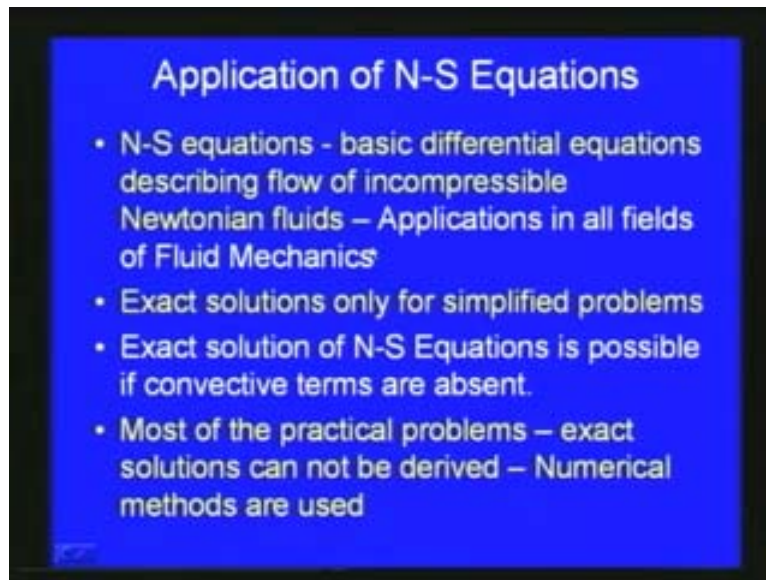 Application of N-S Equations
• N-S equations - basic differential equations
describing flow of incompressible
Newtonian fluids – Applications in all fields
of Fluid Mechanics
• Exact solutions only for simplified problems
• Exact solution of N-S Equations is possible
if convective terms are absent.
• Most of the practical problems – exact
solutions can not be derived – Numerical
methods are used